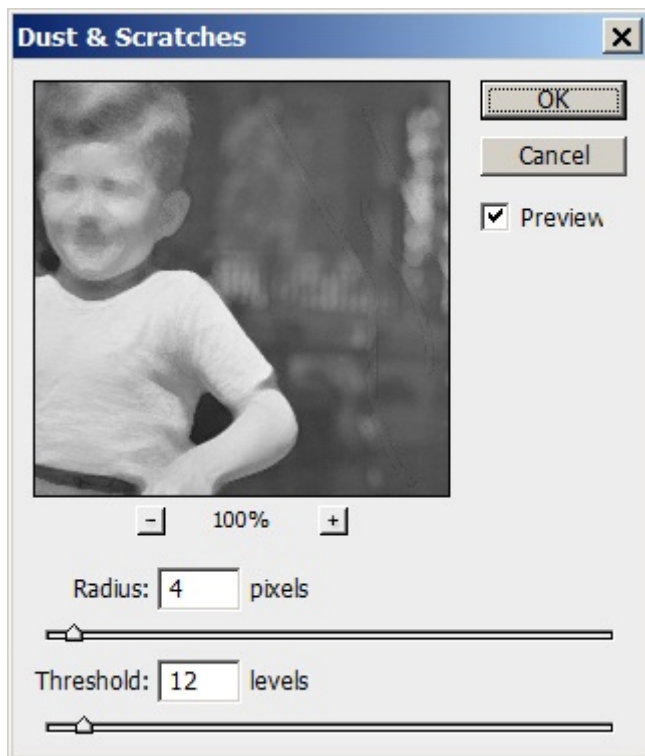 Dust & Scratches
OK
Cancel
Preview
- 100% +
Radius: 4 pixels
Threshold: 12 levels